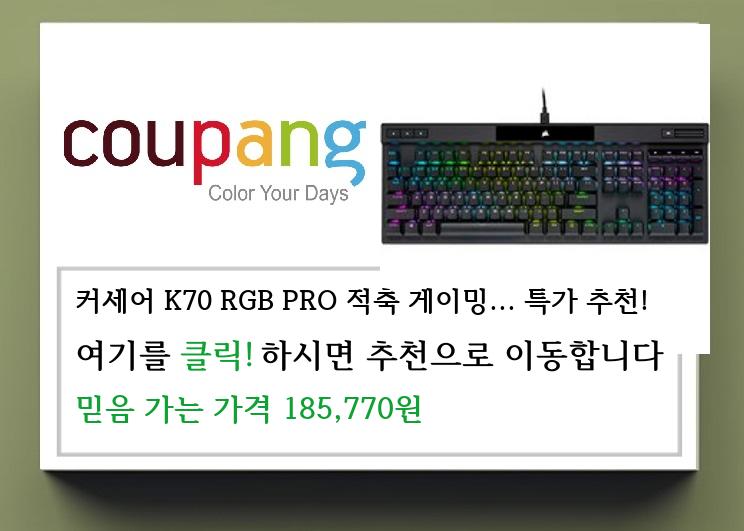 coupang
Color Your Days
커세어 K70 RGB PRO 적축 게이밍... 특가 추천!
여기를 클릭! 하시면 추천으로 이동합니다
믿음 가는 가격 185,770원